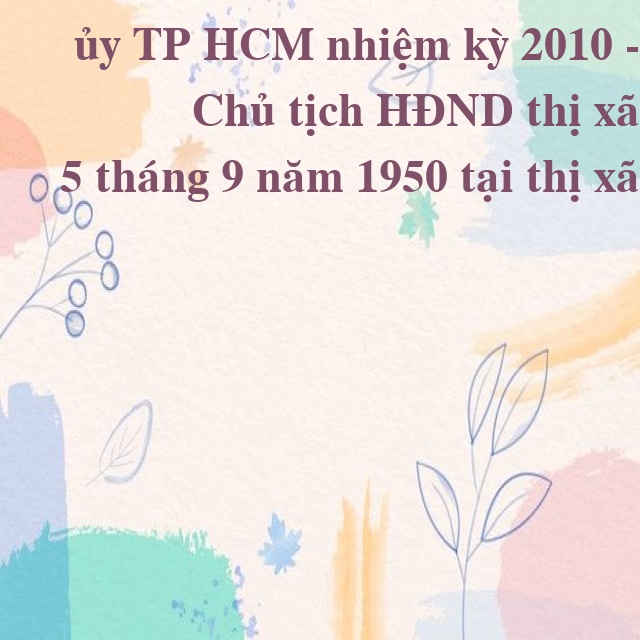 ủy TP HCM nhiệm kỳ 2010 -
Chủ tịch HĐND thị xã
5 tháng 9 năm 1950 tại thị xã